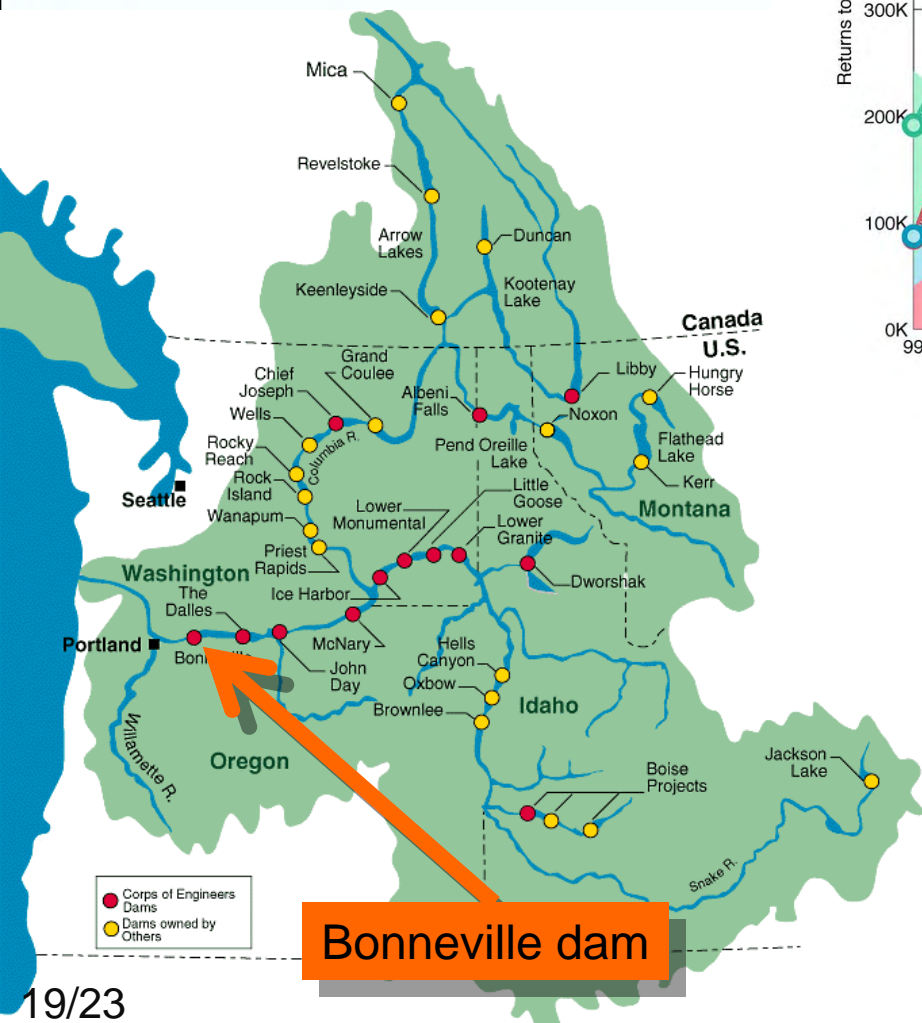 Returns to
300K
200K
100K
0K
99
Mica
Revelstoke
Arrow
Lakes
Duncan
Kootenay
Lake
Keenleyside
Canada
U.S.
Grand
Coulee
Chief
Joseph
Libby
Hungry
Horse
Albeni
Falls
Wells
Noxon
Columbia R.
Rocky
Reach
Pend Oreille
Lake
Flathead
Lake
Rock
Island
Kerr
Seattle
Little
Goose
Lower
Monumental
Wanapum
Lower
Granite
Montana
Priest
Rapids
Washington
Ice Harbor
Dworshak
The
Dalles
Portland
McNary
Hells
Canyon
John
Day
Oxbow
Brownlee
Idaho
Willamette R.
Oregon
Jackson
Lake
Boise
Projects
Snake R.
Corps of Engineers
Dams
Dams owned by
Others
Bonneville dam
19/23